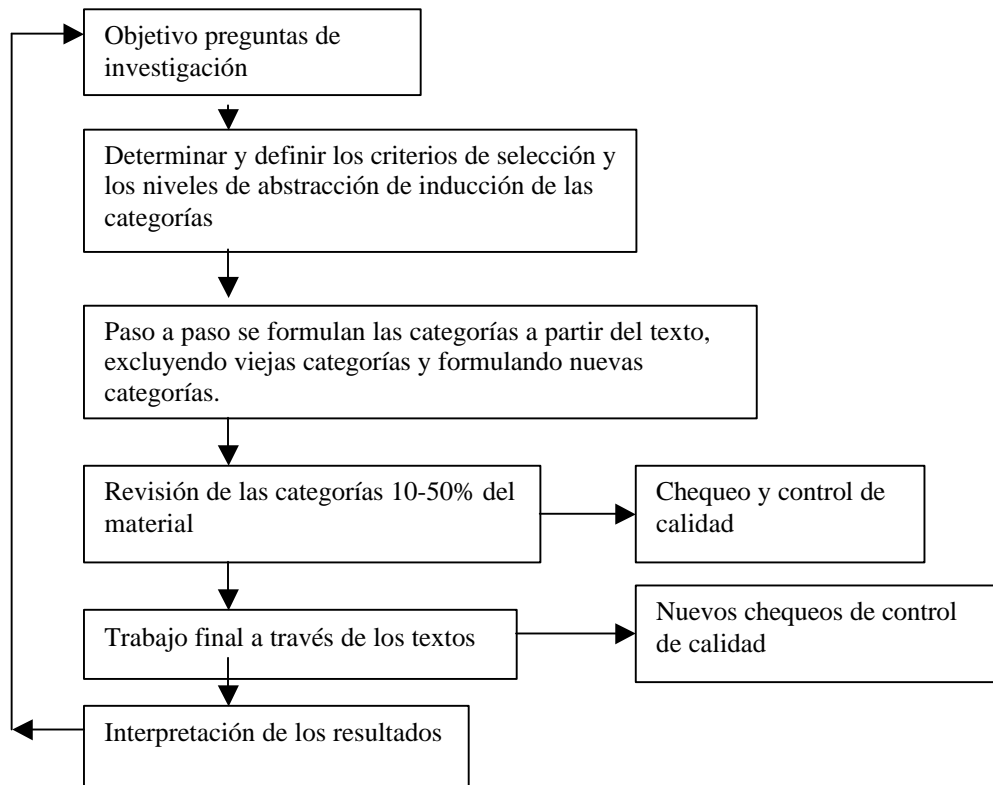 Objetivo preguntas de
investigación
Determinar y definir los criterios de selección y
los niveles de abstracción de inducción de las
categorías
Paso a paso se formulan las categorías a partir del texto,
excluyendo viejas categorías y formulando nuevas
categorías.
Revisión de las categorías 10-50% del
material
Chequeo y control de
calidad
Trabajo final a través de los textos
Nuevos chequeos de control
de calidad
Interpretación de los resultados